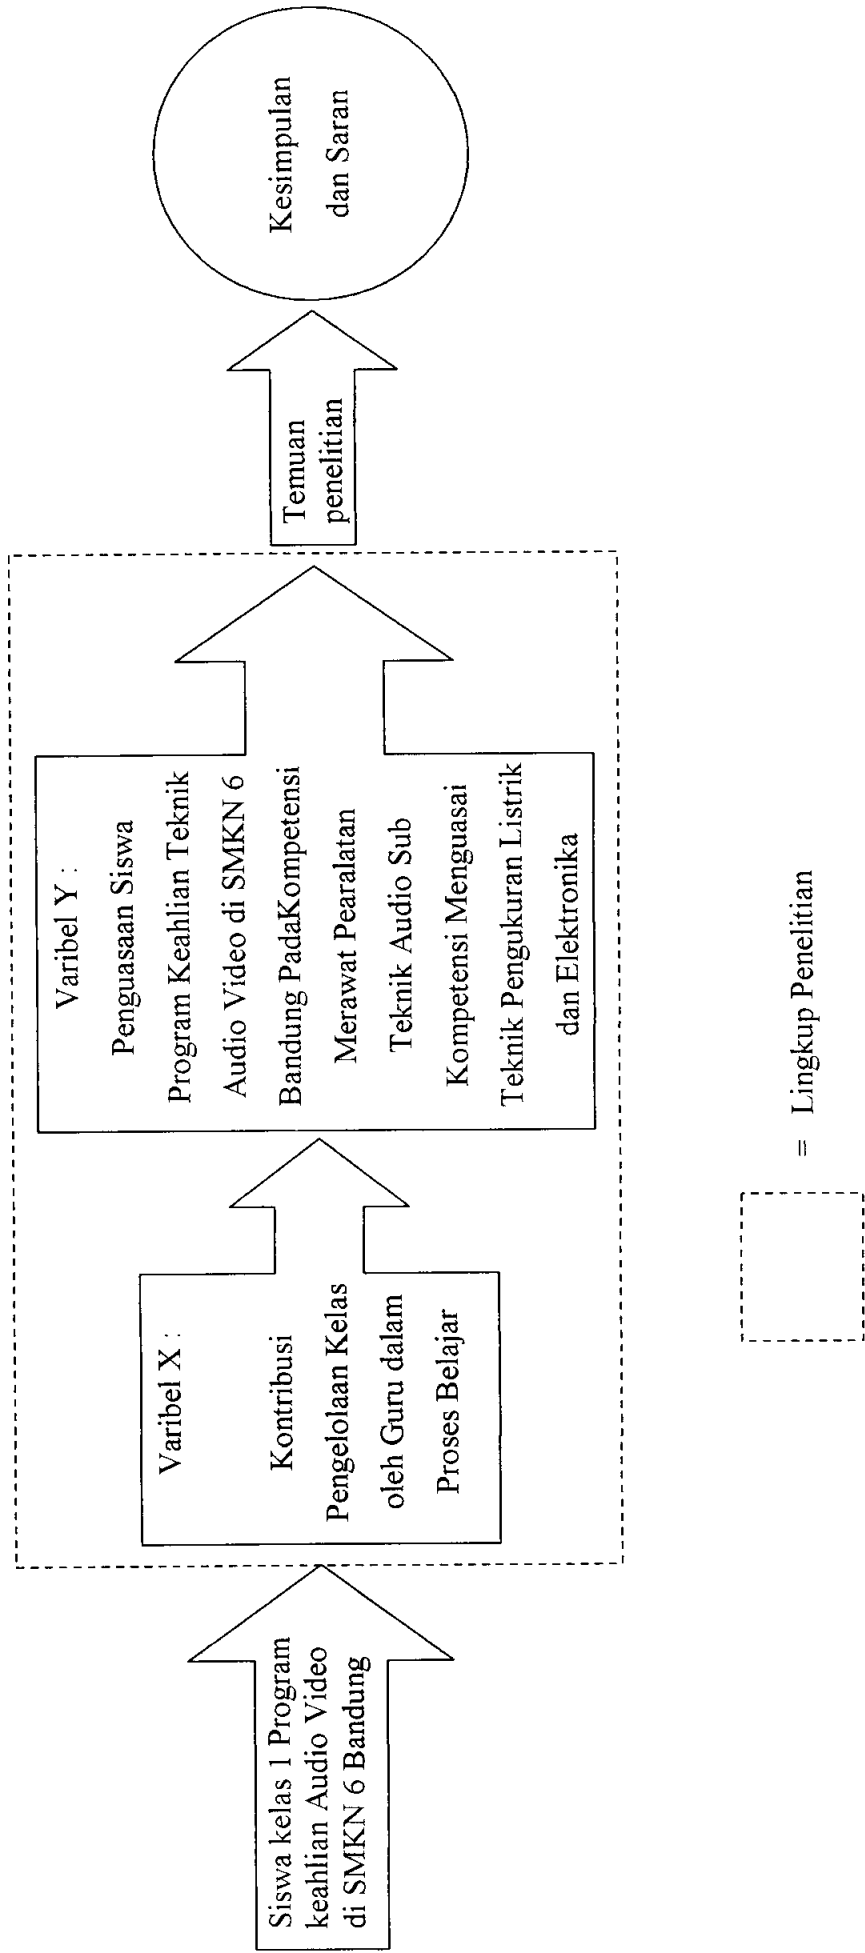 Siswa kelas 1 Program
keahlian Audio Video
di SMKN 6 Bandung
Varibel X :
Kontribusi
Pengelolaan Kelas
oleh Guru dalam
Proses Belajar
Varibel Y :
Penguasaan Siswa
Program Keahlian Teknik
Audio Video di SMKN 6
Bandung PadaKompetensi
Merawat Pearalatan
Teknik Audio Sub
Kompetensi Menguasai
Teknik Pengukuran Listrik
dan Elektronika
Temuan
penelitian
Kesimpulan
dan Saran
= Lingkup Penelitian